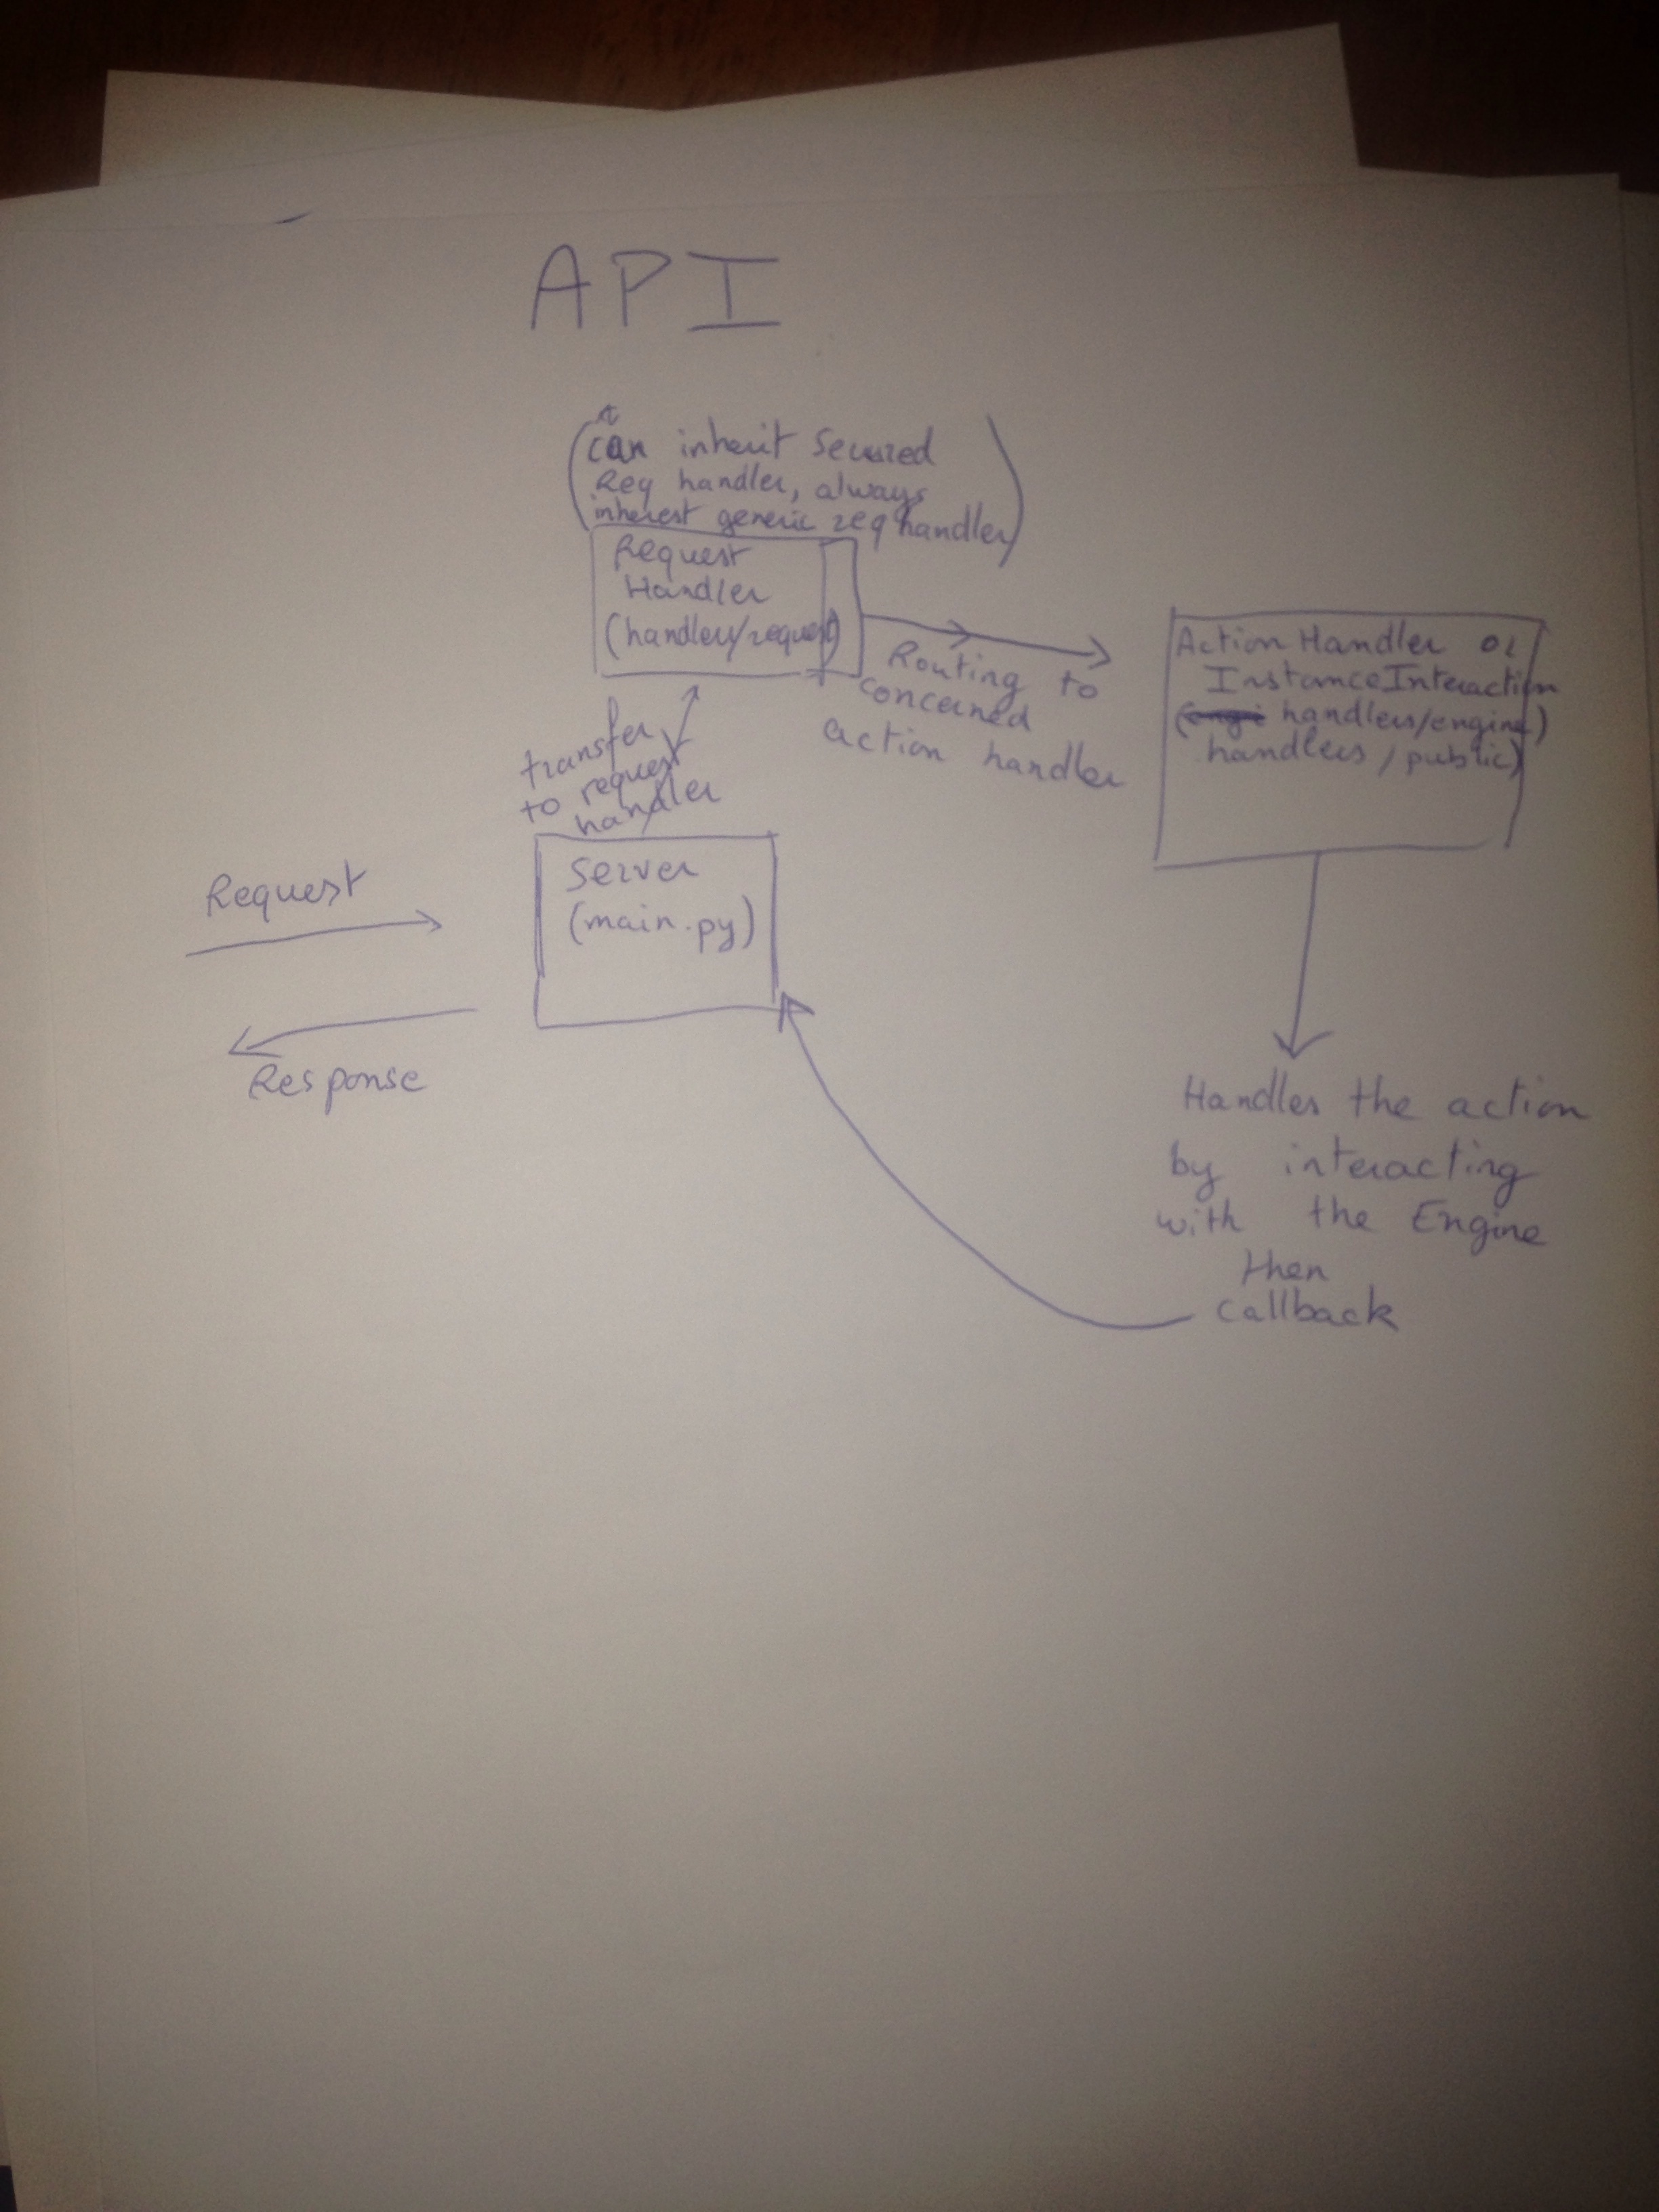 API
(can inherit secured
Req handler, always
inherest generic req handler)
Request
Handler
(handlers/request)
Routing to
concerned
action handler
Action Handler or
InstanceInteraction
( handlers/engine)
handlers/public)
transfer
to request
handler
Server
(main.py)
Request
Response
Handles the action
by interacting
with the Engine
then
callback